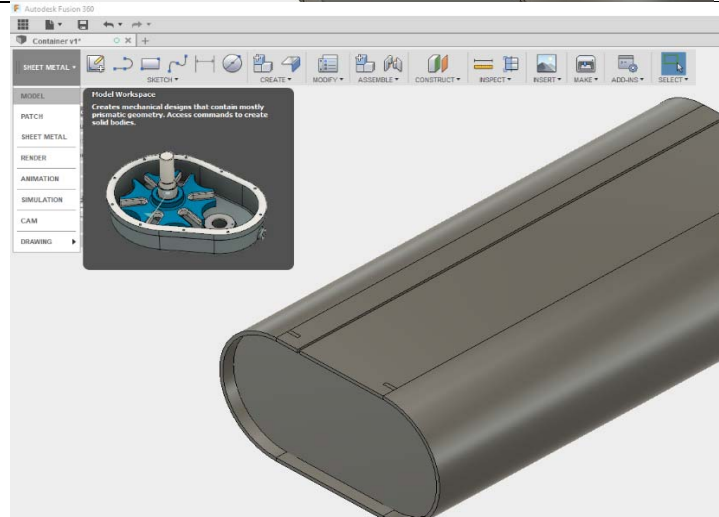 Autodesk Fusion 360
Container v1*
SHEET METAL
SKETCH
CREATE
MODIFY
ASSEMBLE
CONSTRUCT
INSPECT
INSERT
MAKE
ADD-INS
SELECT
MODEL
PATCH
SHEET METAL
RENDER
ANIMATION
SIMULATION
CAM
DRAWING
Model Workspace
Creates mechanical designs that contain mostly
prismatic geometry. Access commands to create
solid bodies.